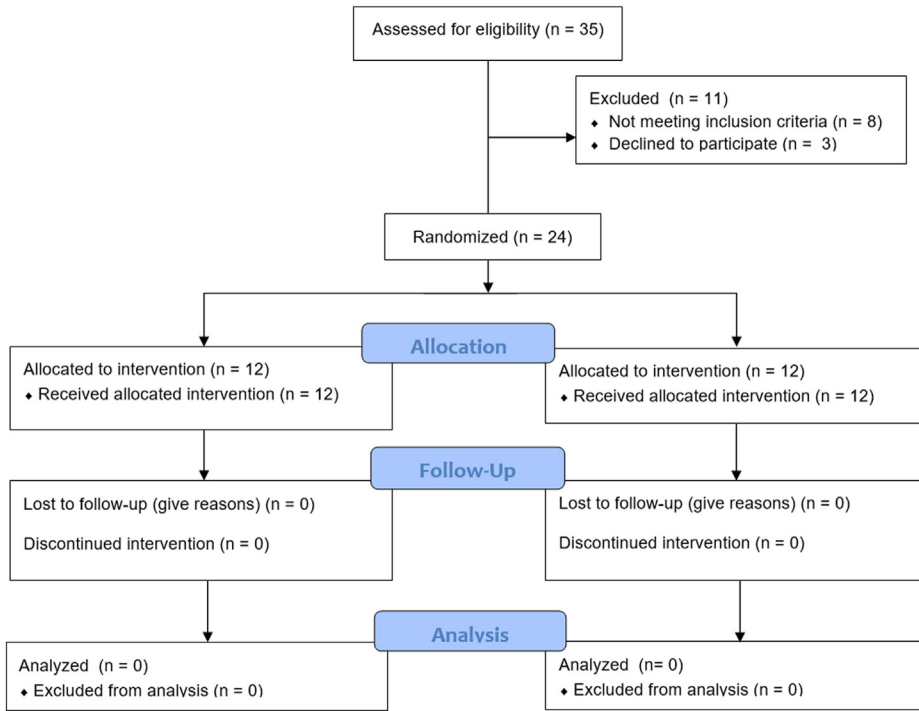 Assessed for eligibility (n = 35)
Excluded (n = 11)
♦ Not meeting inclusion criteria (n = 8)
♦ Declined to participate (n = 3)
Randomized (n = 24)
Allocation
Allocated to intervention (n = 12)
♦ Received allocated intervention (n = 12)
Allocated to intervention (n = 12)
♦ Received allocated intervention (n = 12)
Follow-Up
Lost to follow-up (give reasons) (n = 0)
Discontinued intervention (n = 0)
Lost to follow-up (give reasons) (n = 0)
Discontinued intervention (n = 0)
Analysis
Analyzed (n = 0)
♦ Excluded from analysis (n = 0)
Analyzed (n= 0)
♦ Excluded from analysis (n = 0)